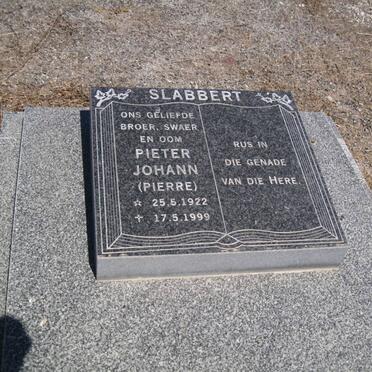 SLABBERT
ONS GELIEFDE
BROER, SWAER
EN OOM
PIETER
JOHANN
(PIERRE)
☆ 25.5.1922
✝ 17.5.1999
RUS IN
DIE GENADE
VAN DIE HERE.